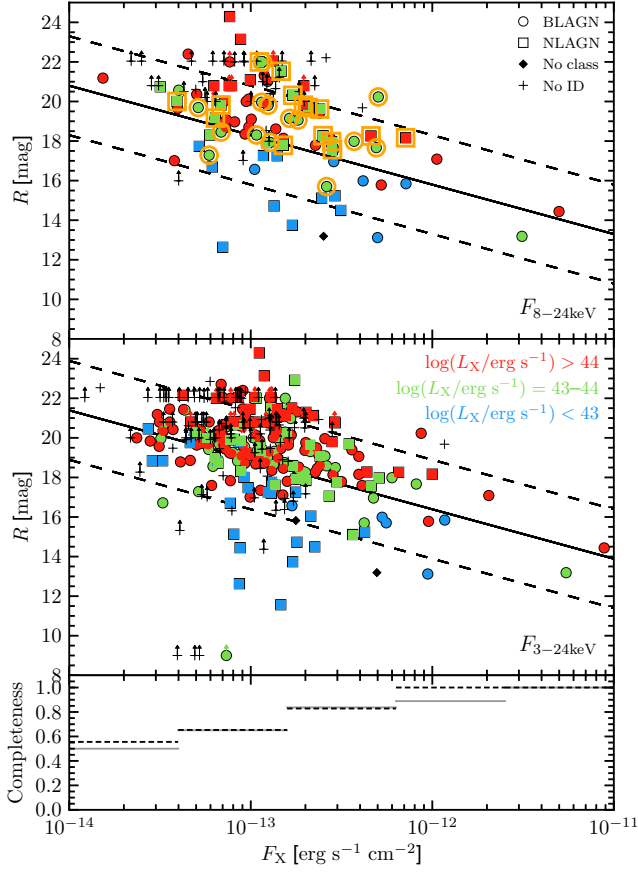 24
22
20
18
16
14
12
10
8
R [mag]
BLAGN
NLAGN
No class
No ID
F8−24keV
24
22
20
18
16
14
12
10
8
R [mag]
log(LX/erg s−1) > 44
log(LX/erg s−1) = 43–44
log(LX/erg s−1) < 43
F3−24keV
1.0
0.8
0.6
0.4
0.2
0.0
Completeness
10−14
10−13
10−12
10−11
FX [erg s−1 cm−2]